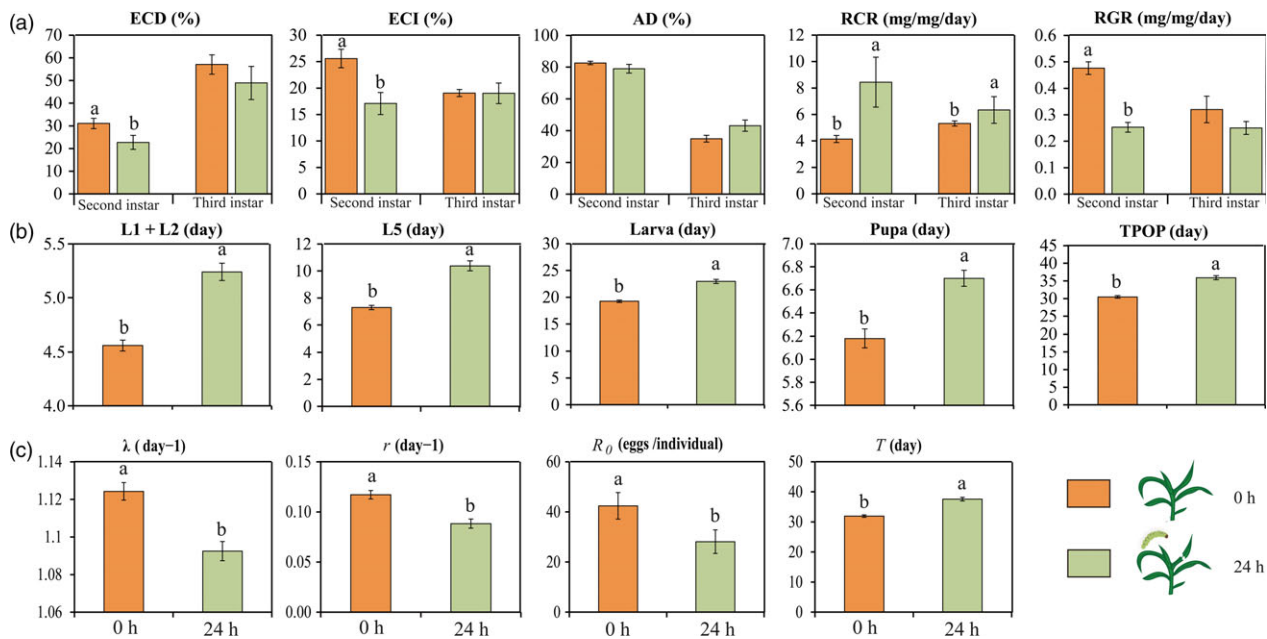 (a)
ECD (%)
ECI (%)
AD (%)
RCR (mg/mg/day)
RGR (mg/mg/day)
70
60
50
40
30
20
10
0
a
b
Second instar
Third instar
30
25
20
15
10
5
0
a
b
Second instar
Third instar
100
80
60
40
20
0
Second instar
Third instar
12
10
8
6
4
2
0
b
a
b
a
Second instar
Third instar
0.6
0.5
0.4
0.3
0.2
0.1
0.0
a
b
Second instar
Third instar
(b)
L1 + L2 (day)
L5 (day)
Larva (day)
Pupa (day)
TPOP (day)
5.5
5.0
4.5
4.0
b
a
12
10
8
6
4
2
0
b
a
30
25
20
15
10
5
0
b
a
7.0
6.8
6.6
6.4
6.2
6.0
5.8
5.6
b
a
45
40
35
30
25
20
15
10
5
0
b
a
(c)
λ (day−1)
r (day−1)
R0 (eggs /individual)
T (day)
1.14
1.12
1.1
1.08
1.06
a
b
0 h
24 h
0.15
0.10
0.05
0.00
a
b
0 h
24 h
60
40
20
0
a
b
0 h
24 h
50
40
30
20
10
0
b
a
0 h
24 h
0 h
24 h